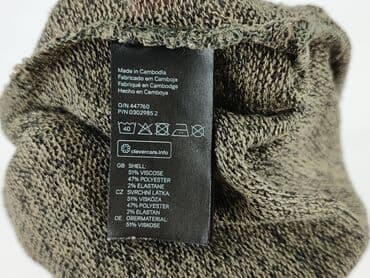 Made in Cambodia
Fabricado em Camboja
Fabriqué en Cambodge
Hecho en Camboya
O/N 447760
P/N 0302985 2
40
clevercare.info
GB SHELL:
51% VISCOSE
47% POLYESTER
2% ELASTANE
CZ SVRCHNÍ LÁTKA:
51% VISKÓZA
47% POLYESTER
2% ELASTAN
DE OBERMATERIAL:
51% VISKOSE